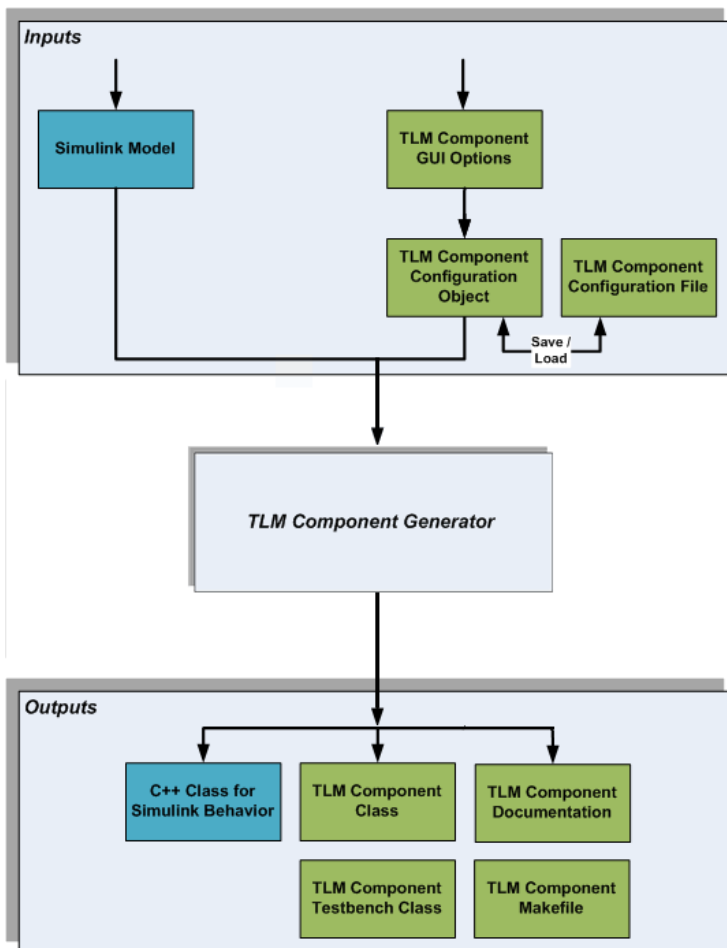 Inputs
Simulink Model
TLM Component
GUI Options
TLM Component
Configuration
Object
TLM Component
Configuration File
Save /
Load
TLM Component Generator
Outputs
C++ Class for
Simulink Behavior
TLM Component
Class
TLM Component
Documentation
TLM Component
Testbench Class
TLM Component
Makefile